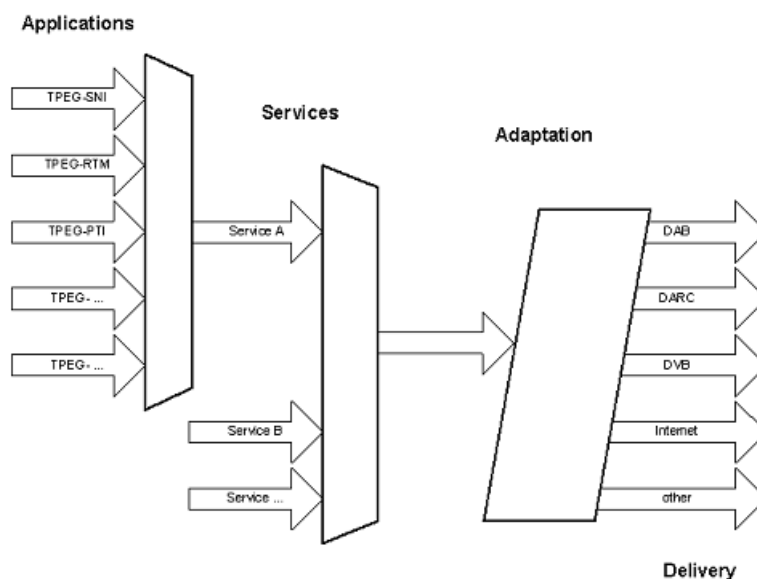 Applications
TPEG-SNI
Services
Adaptation
TPEG-RTM
TPEG-PTI
Service A
DAB
TPEG- ...
DARC
TPEG- ...
DVB
Service B
Internet
Service ...
other
Delivery